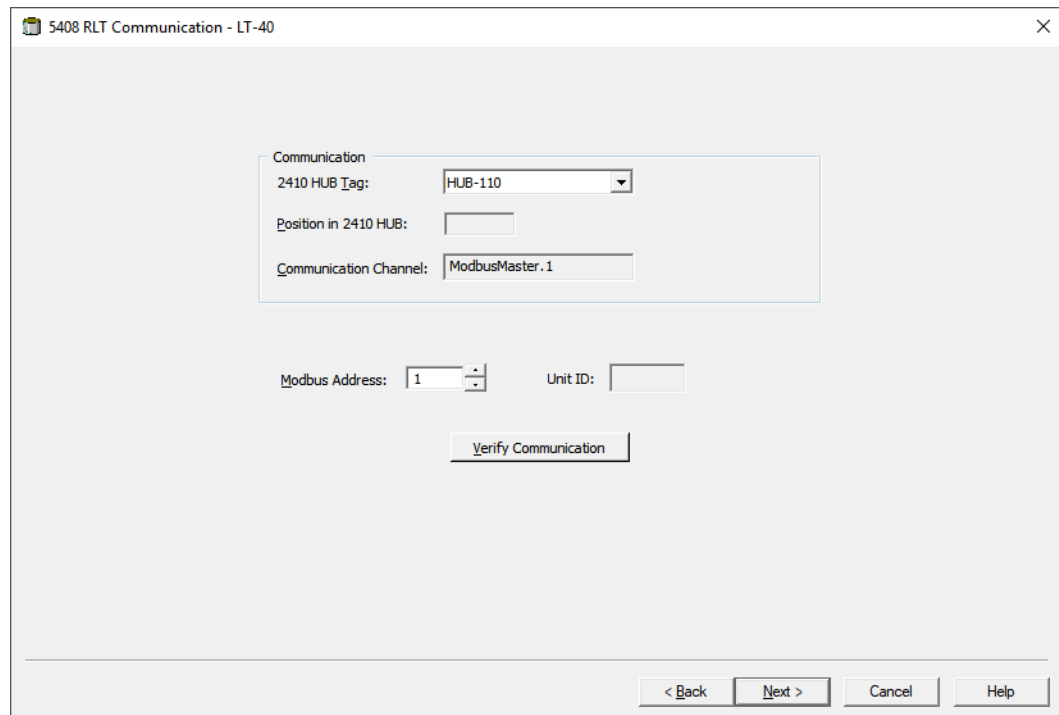 5408 RLT Communication - LT-40
Communication
2410 HUB Tag: HUB-110
Position in 2410 HUB:
Communication Channel: ModbusMaster.1
Modbus Address: 1 Unit ID:
Verify Communication
< Back Next > Cancel Help